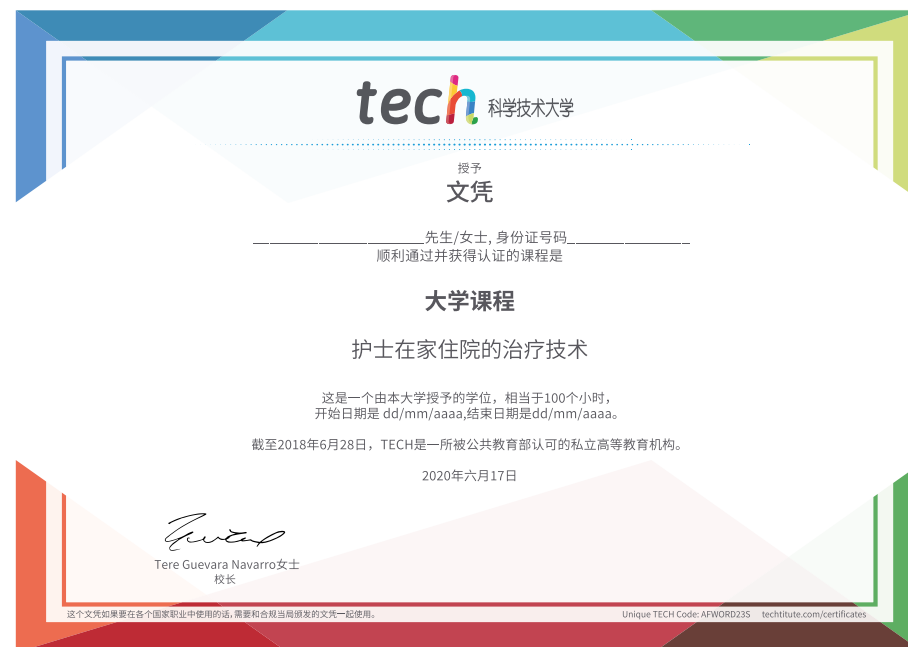 tech 科学技术大学
授予
文凭
______________________先生/女士, 身份证号码_________________
顺利通过并获得认证的课程是
大学课程
护士在家住院的治疗技术
这是一个由本大学授予的学位，相当于100个小时，
开始日期是 dd/mm/aaaa,结束日期是dd/mm/aaaa。
截至2018年6月28日，TECH是一所被公共教育部认可的私立高等教育机构。
2020年六月17日
Tere Guevara Navarro女士
校长
这个文凭如果要在各个国家职业中使用的话,需要和合规当局颁发的文凭一起使用。
Unique TECH Code: AFWORD23S techtitute.com/certificates